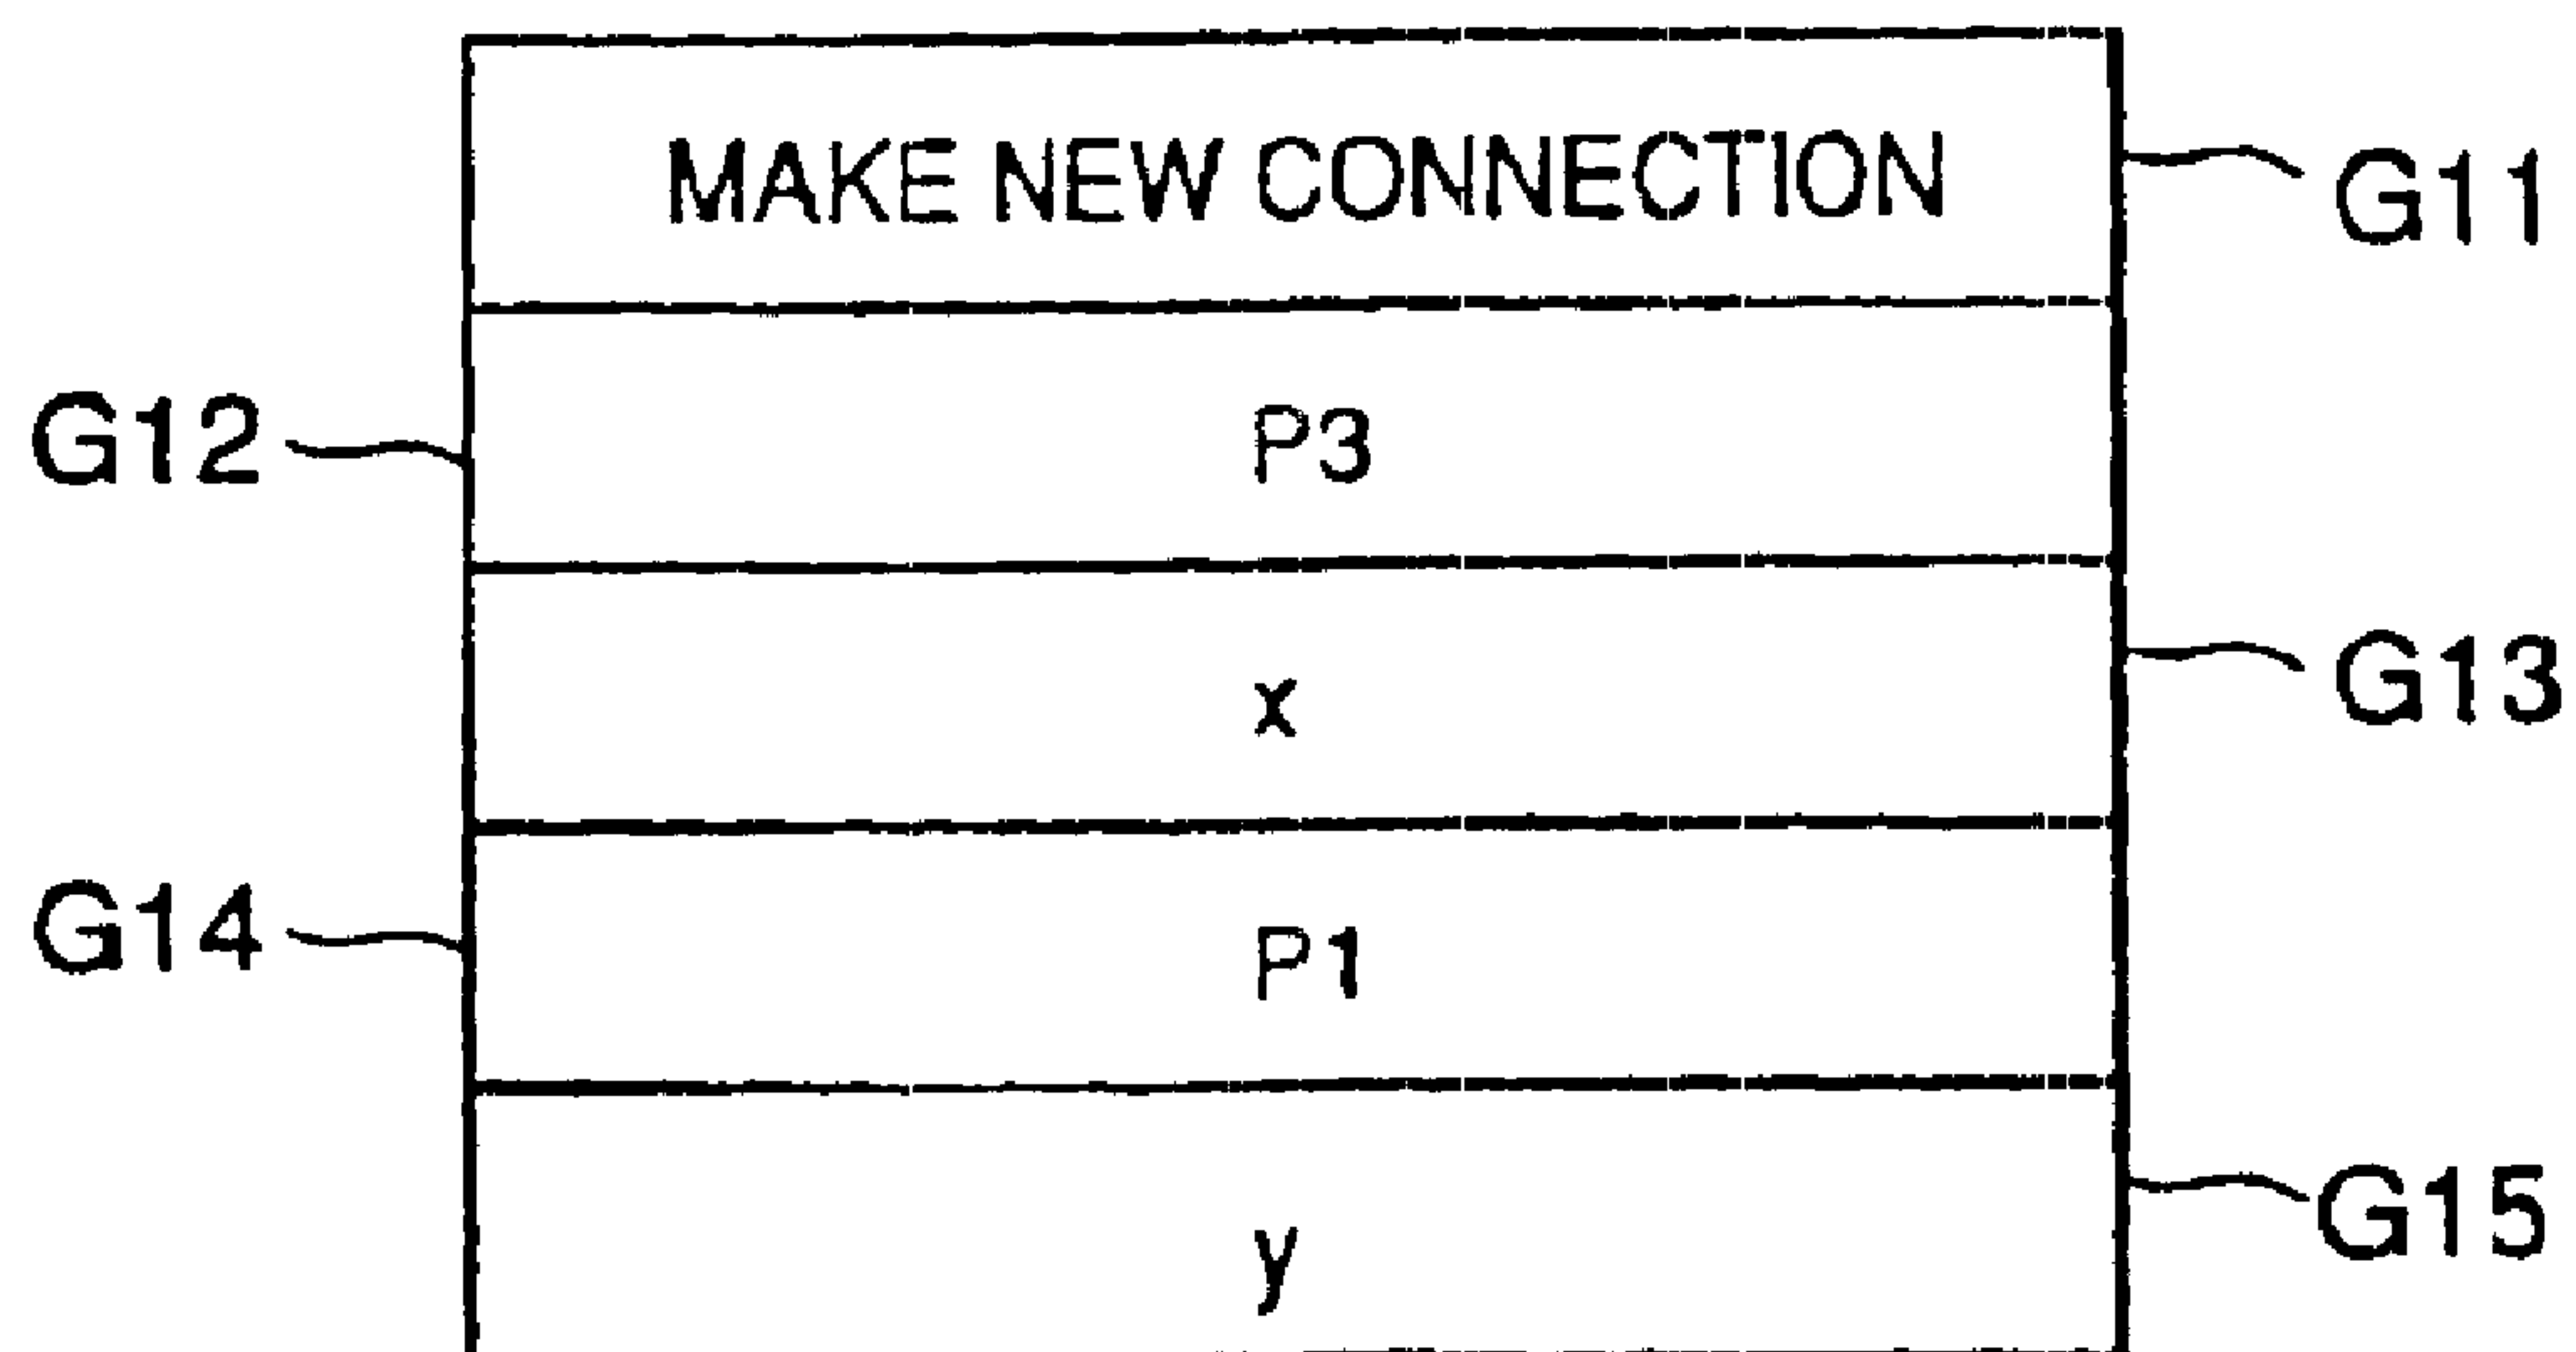 MAKE NEW CONNECTION
G11
G12
P3
x
G13
G14
P1
y
G15